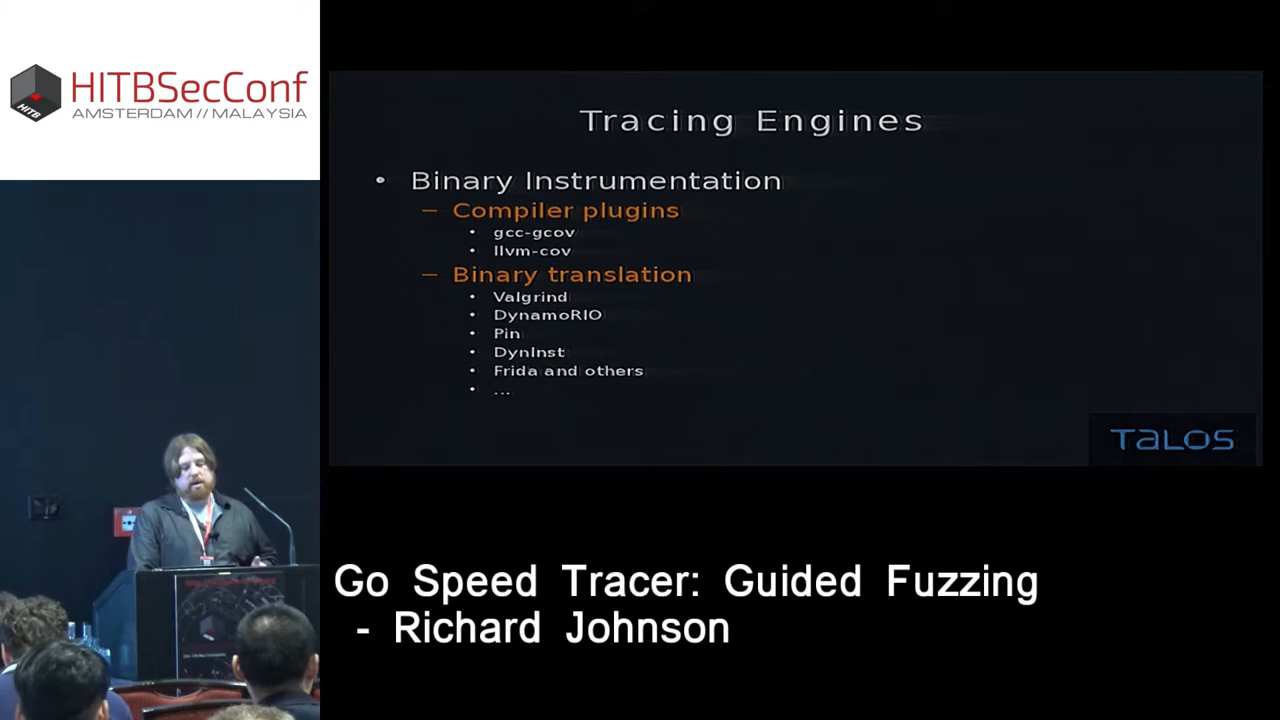 HITBSecConf
AMSTERDAM // MALAYSIA
HITB
Tracing Engines
• Binary Instrumentation
– Compiler plugins
• gcc-gcov
• llvm-cov
– Binary translation
• Valgrind
• DynamoRIO
• Pin
• DynInst
• Frida and others
• ...
TALOS
Go Speed Tracer: Guided Fuzzing
- Richard Johnson